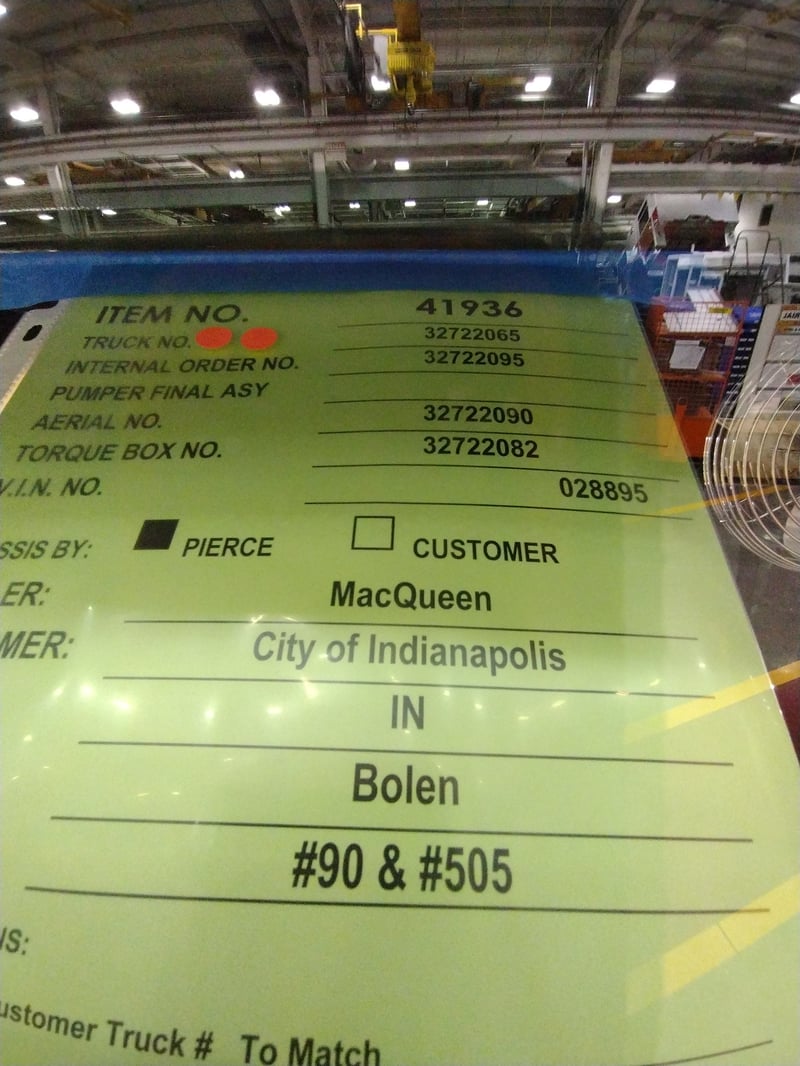 ITEM NO. 41936
TRUCK NO. 32722065
INTERNAL ORDER NO. 32722095
PUMPER FINAL ASY
AERIAL NO. 32722090
TORQUE BOX NO. 32722082
V.I.N. NO. 028895
SSIS BY: PIERCE CUSTOMER
ER: MacQueen
MER: City of Indianapolis
IN
Bolen
#90 & #505
NS:
ustomer Truck # To Match